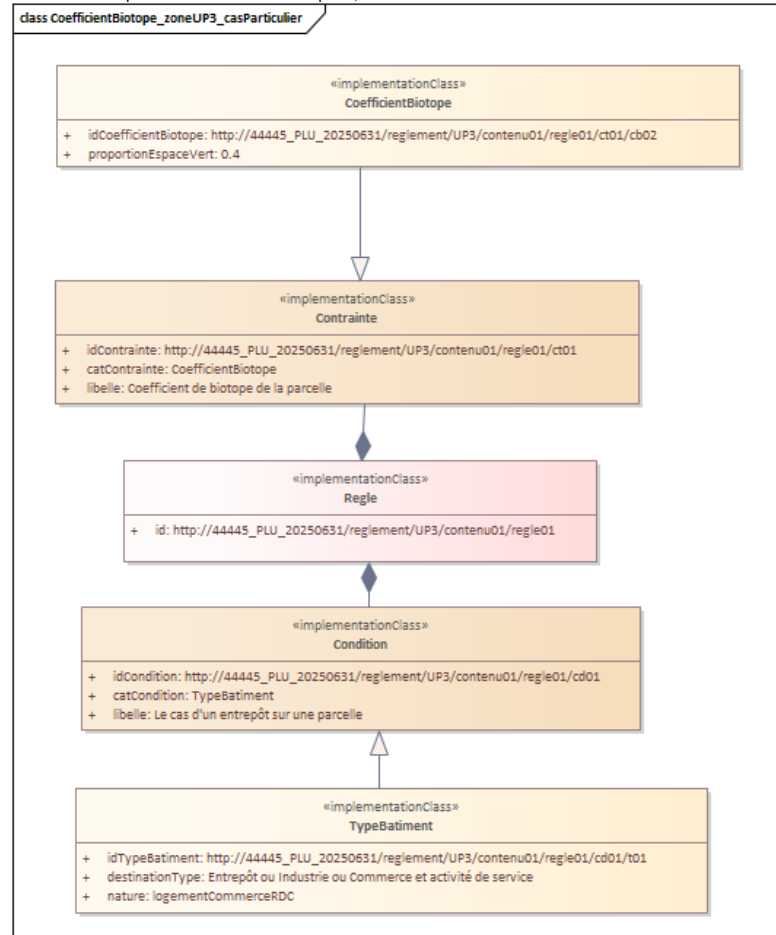 class CoefficientBiotope_zoneUP3_casParticulier
«implementationClass»
CoefficientBiotope
+ idCoefficientBiotope: http://44445_PLU_20250631/reglement/UP3/contenu01/regle01/ct01/cb02
+ proportionEspaceVert: 0.4
«implementationClass»
Contrainte
+ idContrainte: http://44445_PLU_20250631/reglement/UP3/contenu01/regle01/ct01
+ catContrainte: CoefficientBiotope
+ libelle: Coefficient de biotope de la parcelle
«implementationClass»
Regle
+ id: http://44445_PLU_20250631/reglement/UP3/contenu01/regle01
«implementationClass»
Condition
+ idCondition: http://44445_PLU_20250631/reglement/UP3/contenu01/regle01/cd01
+ catCondition: TypeBatiment
+ libelle: Le cas d'un entrepôt sur une parcelle
«implementationClass»
TypeBatiment
+ idTypeBatiment: http://44445_PLU_20250631/reglement/UP3/contenu01/regle01/cd01/t01
+ destinationType: Entrepôt ou Industrie ou Commerce et activité de service
+ nature: logementCommerceRDC